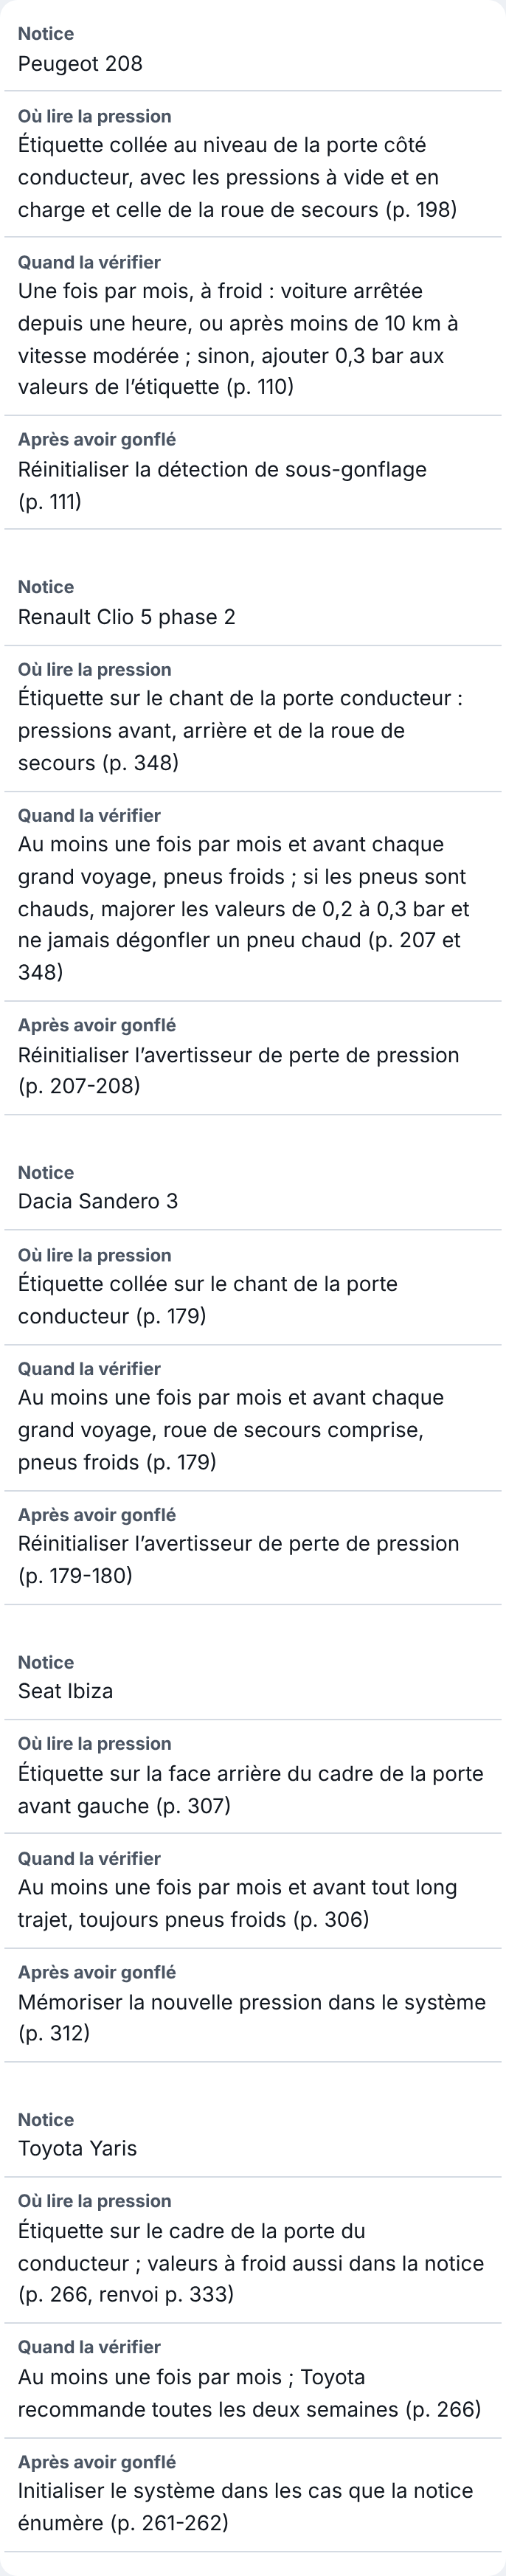 Notice
Peugeot 208
Où lire la pression
Étiquette collée au niveau de la porte côté
conducteur, avec les pressions à vide et en
charge et celle de la roue de secours (p. 198)
Quand la vérifier
Une fois par mois, à froid : voiture arrêtée
depuis une heure, ou après moins de 10 km à
vitesse modérée ; sinon, ajouter 0,3 bar aux
valeurs de l’étiquette (p. 110)
Après avoir gonflé
Réinitialiser la détection de sous-gonflage
(p. 111)
Notice
Renault Clio 5 phase 2
Où lire la pression
Étiquette sur le chant de la porte conducteur :
pressions avant, arrière et de la roue de
secours (p. 348)
Quand la vérifier
Au moins une fois par mois et avant chaque
grand voyage, pneus froids ; si les pneus sont
chauds, majorer les valeurs de 0,2 à 0,3 bar et
ne jamais dégonfler un pneu chaud (p. 207 et
348)
Après avoir gonflé
Réinitialiser l’avertisseur de perte de pression
(p. 207-208)
Notice
Dacia Sandero 3
Où lire la pression
Étiquette collée sur le chant de la porte
conducteur (p. 179)
Quand la vérifier
Au moins une fois par mois et avant chaque
grand voyage, roue de secours comprise,
pneus froids (p. 179)
Après avoir gonflé
Réinitialiser l’avertisseur de perte de pression
(p. 179-180)
Notice
Seat Ibiza
Où lire la pression
Étiquette sur la face arrière du cadre de la porte
avant gauche (p. 307)
Quand la vérifier
Au moins une fois par mois et avant tout long
trajet, toujours pneus froids (p. 306)
Après avoir gonflé
Mémoriser la nouvelle pression dans le système
(p. 312)
Notice
Toyota Yaris
Où lire la pression
Étiquette sur le cadre de la porte du
conducteur ; valeurs à froid aussi dans la notice
(p. 266, renvoi p. 333)
Quand la vérifier
Au moins une fois par mois ; Toyota
recommande toutes les deux semaines (p. 266)
Après avoir gonflé
Initialiser le système dans les cas que la notice
énumère (p. 261-262)